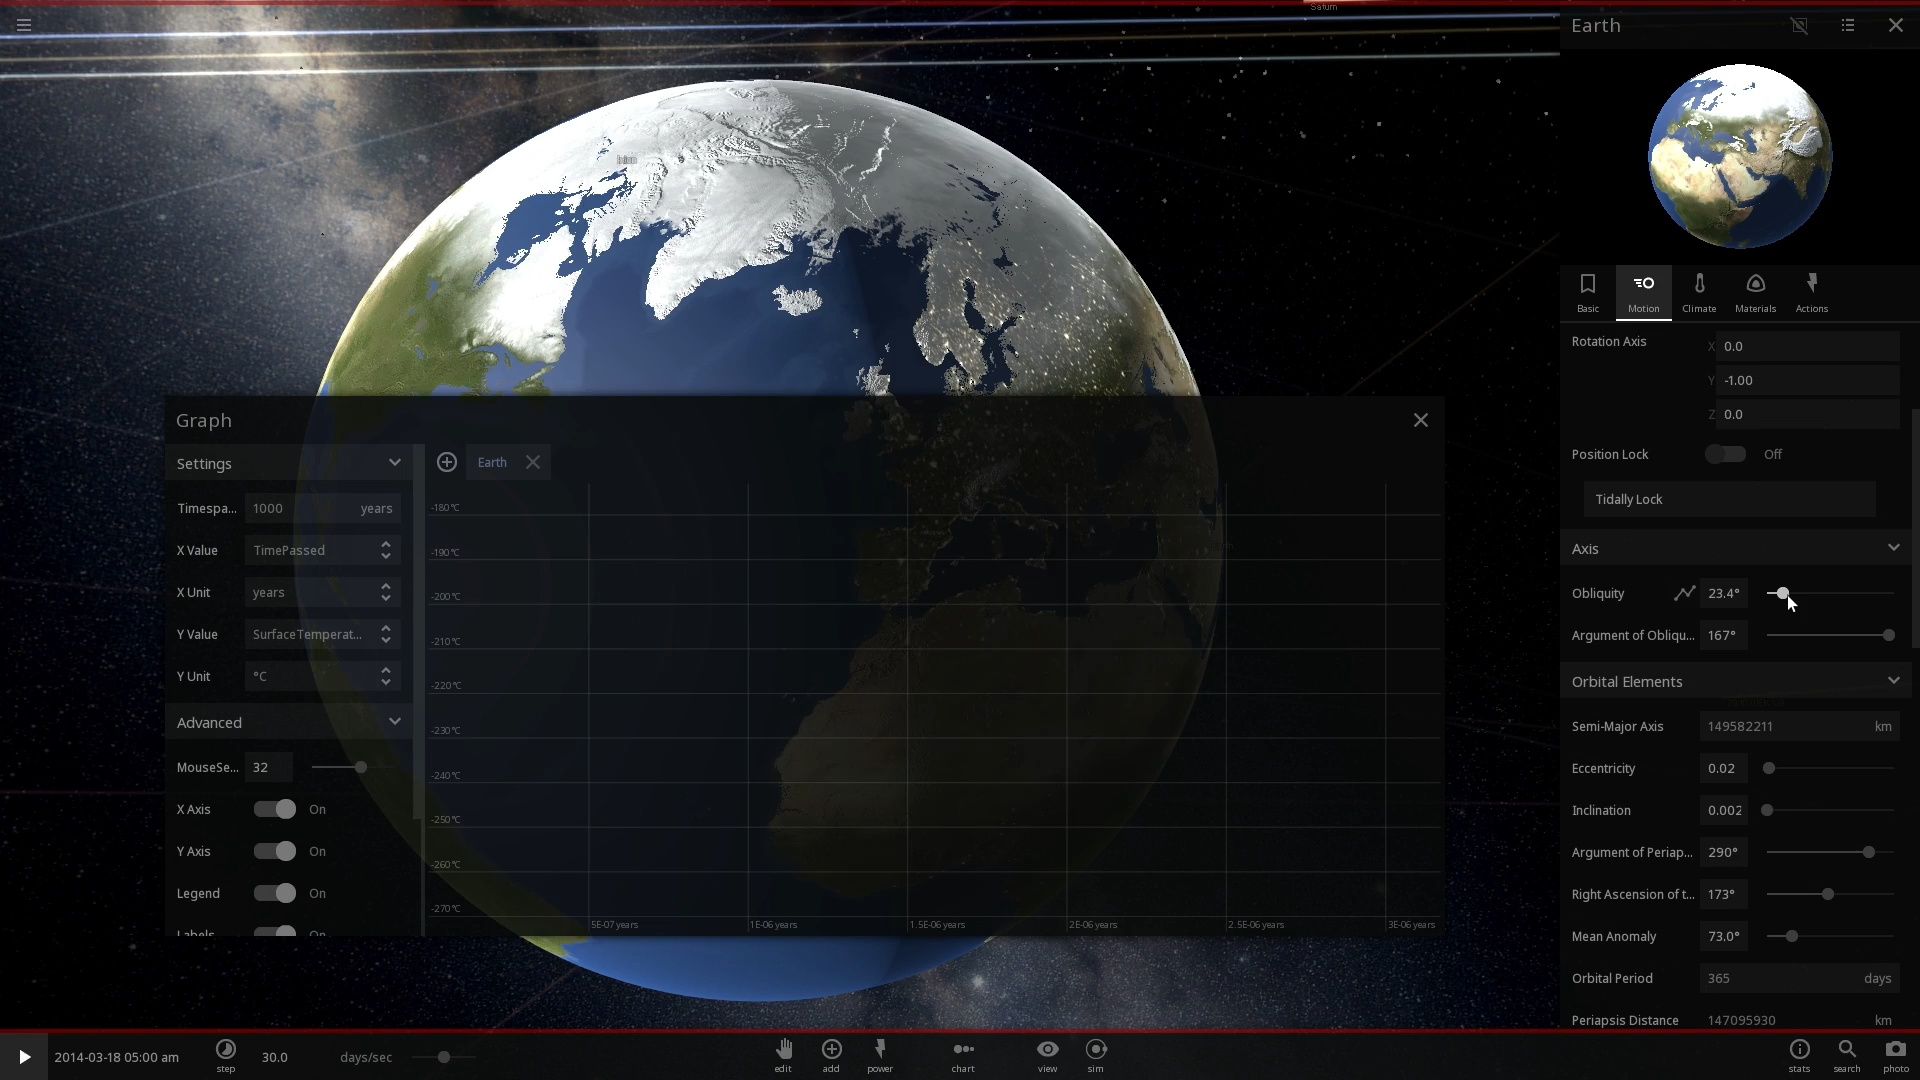 Saturn
Earth
Basic
Motion
Climate
Materials
Actions
Rotation Axis
X 0.0
Y -1.00
Z 0.0
Position Lock Off
Tidally Lock
Axis
Obliquity 23.4°
Argument of Obliqu... 167°
Orbital Elements
Semi-Major Axis 149582211 km
Eccentricity 0.02
Inclination 0.002
Argument of Periap... 290°
Right Ascension of t... 173°
Mean Anomaly 73.0°
Orbital Period 365 days
Periapsis Distance 147095930 km
Graph
Settings
Timespa... 1000 years
X Value TimePassed
X Unit years
Y Value SurfaceTemperat...
Y Unit °C
Advanced
MouseSe... 32
X Axis On
Y Axis On
Legend On
Labels On
Earth
-180°C
-190°C
-200°C
-210°C
-220°C
-230°C
-240°C
-250°C
-260°C
-270°C
5E-07 years
1E-06 years
1.5E-06 years
2E-06 years
2.5E-06 years
3E-06 years
2014-03-18 05:00 am
step
30.0 days/sec
edit
add
power
chart
view
sim
stats
search
photo